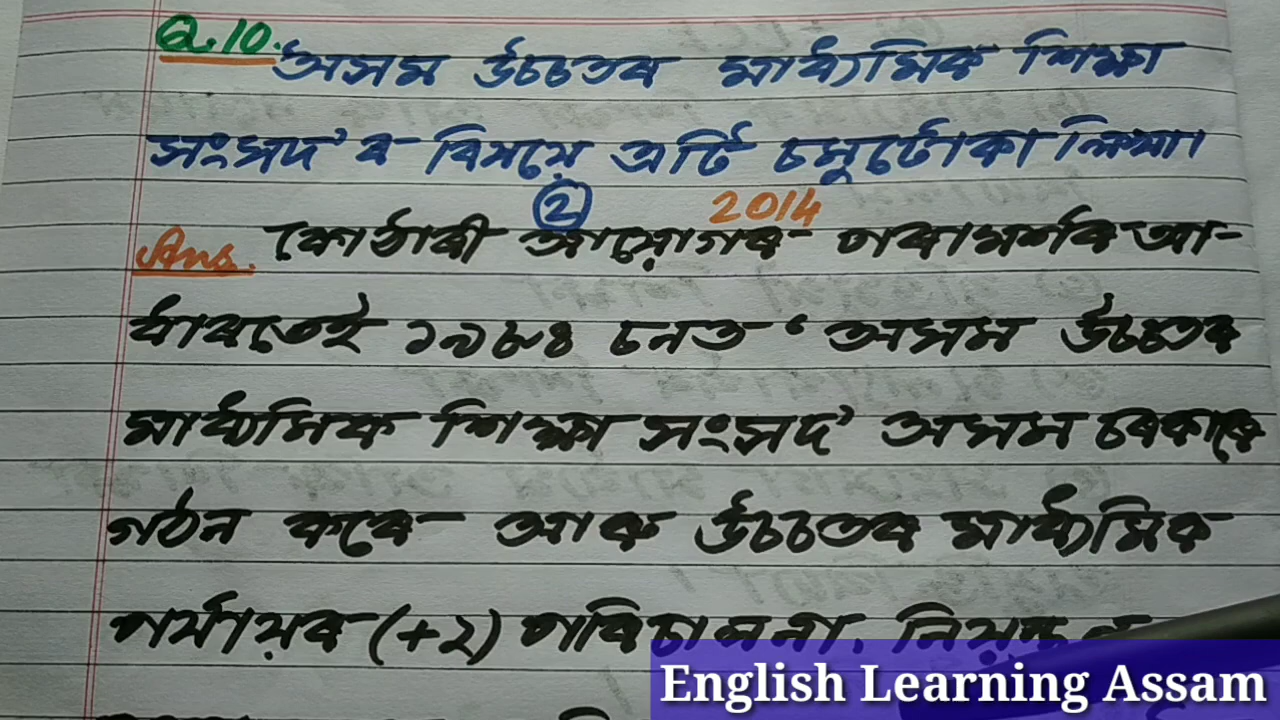 Q.10. অসম উচ্চতৰ মাধ্যমিক শিক্ষা
সংসদ'ৰ বিষয়ে এটি চমুটোকা লিখা।
② 2014
Ans. কোঠাৰী আয়োগৰ পৰামৰ্শৰ আ-
ধাৰতেই ১৯৮৪ চনত ‘অসম উচ্চতৰ
মাধ্যমিক শিক্ষা সংসদ’ অসম চৰকাৰে
গঠন কৰে আৰু উচ্চতৰ মাধ্যমিক
পৰ্যায়ৰ (+২) পৰিচালনা, নিয়ন্ত্ৰণ
English Learning Assam